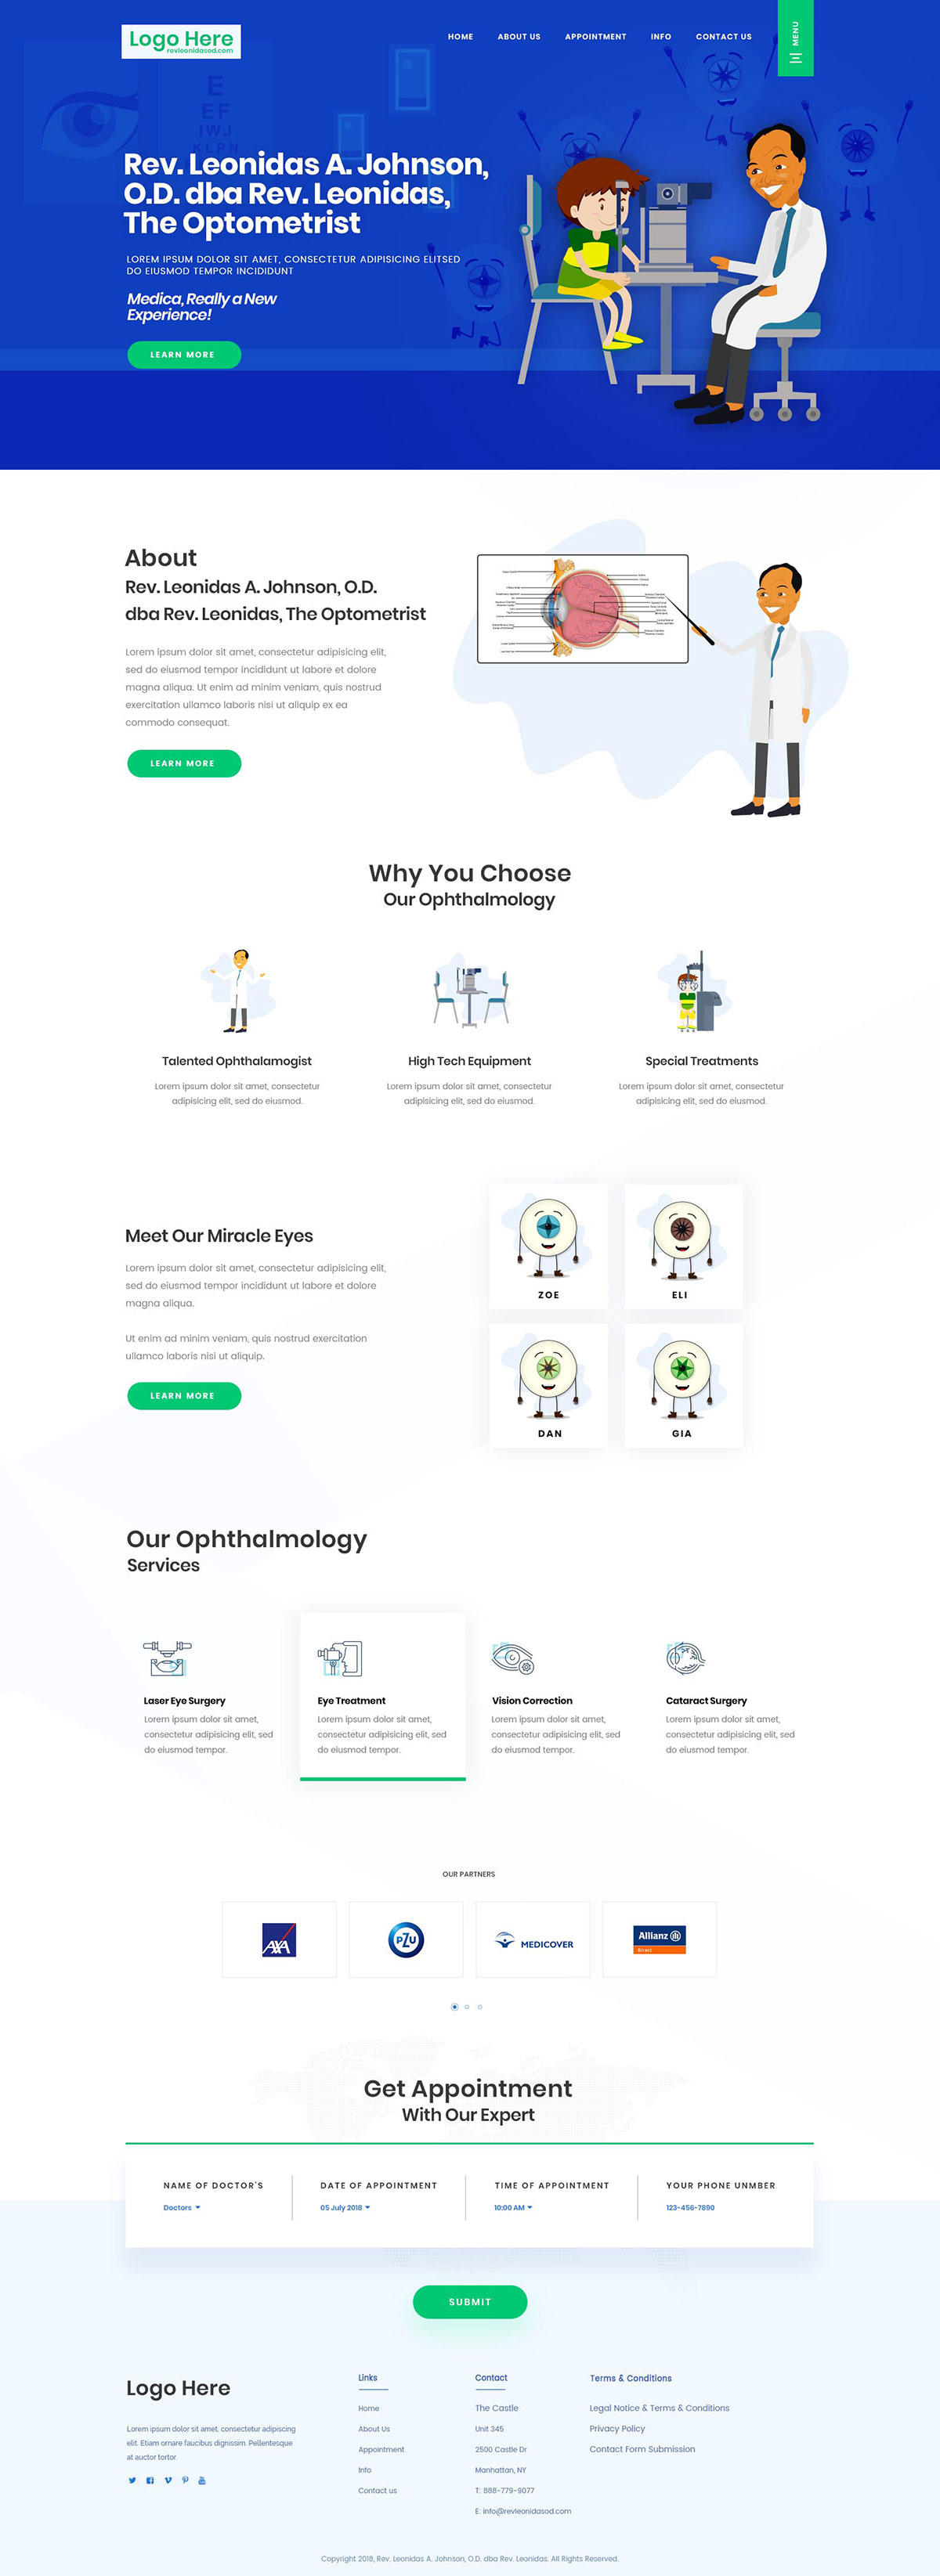 Logo Here
revleonidasod.com
HOME
ABOUT US
APPOINTMENT
INFO
CONTACT US
MENU
E
EF
IWJ
KLPN
Rev. Leonidas A. Johnson,
O.D. dba Rev. Leonidas,
The Optometrist
LOREM IPSUM DOLOR SIT AMET, CONSECTETUR ADIPISICING ELITSED
DO EIUSMOD TEMPOR INCIDIDUNT
Medica, Really a New
Experience!
LEARN MORE
About
Rev. Leonidas A. Johnson, O.D.
dba Rev. Leonidas, The Optometrist
Lorem ipsum dolor sit amet, consectetur adipisicing elit,
sed do eiusmod tempor incididunt ut labore et dolore
magna aliqua. Ut enim ad minim veniam, quis nostrud
exercitation ullamco laboris nisi ut aliquip ex ea
commodo consequat.
LEARN MORE
Why You Choose
Our Ophthalmology
Talented Ophthalamogist
Lorem ipsum dolor sit amet, consectetur
adipisicing elit, sed do eiusmod.
High Tech Equipment
Lorem ipsum dolor sit amet, consectetur
adipisicing elit, sed do eiusmod.
Special Treatments
Lorem ipsum dolor sit amet, consectetur
adipisicing elit, sed do eiusmod.
Meet Our Miracle Eyes
Lorem ipsum dolor sit amet, consectetur adipisicing elit,
sed do eiusmod tempor incididunt ut labore et dolore
magna aliqua.
Ut enim ad minim veniam, quis nostrud exercitation
ullamco laboris nisi ut aliquip.
LEARN MORE
ZOE
ELI
DAN
GIA
Our Ophthalmology
Services
Laser Eye Surgery
Lorem ipsum dolor sit amet,
consectetur adipisicing elit, sed
do eiusmod tempor.
Eye Treatment
Lorem ipsum dolor sit amet,
consectetur adipisicing elit, sed
do eiusmod tempor.
Vision Correction
Lorem ipsum dolor sit amet,
consectetur adipisicing elit, sed
do eiusmod tempor.
Cataract Surgery
Lorem ipsum dolor sit amet,
consectetur adipisicing elit, sed
do eiusmod tempor.
OUR PARTNERS
AXA
PZU
MEDICOVER
Allianz
Direct
Get Appointment
With Our Expert
NAME OF DOCTOR'S
Doctors
DATE OF APPOINTMENT
05 July 2018
TIME OF APPOINTMENT
10:00 AM
YOUR PHONE UNMBER
123-456-7890
SUBMIT
Logo Here
Lorem ipsum dolor sit amet, consectetur adipiscing
elit. Etiam ornare faucibus dignissim. Pellentesque
at auctor tortor.
Links
Home
About Us
Appointment
Info
Contact us
Contact
The Castle
Unit 345
2500 Castle Dr
Manhattan, NY
T: 888-779-9077
E: info@revleonidasod.com
Terms & Conditions
Legal Notice & Terms & Conditions
Privacy Policy
Contact Form Submission
Copyright 2018, Rev. Leonidas A. Johnson, O.D. dba Rev. Leonidas. All Rights Reserved.